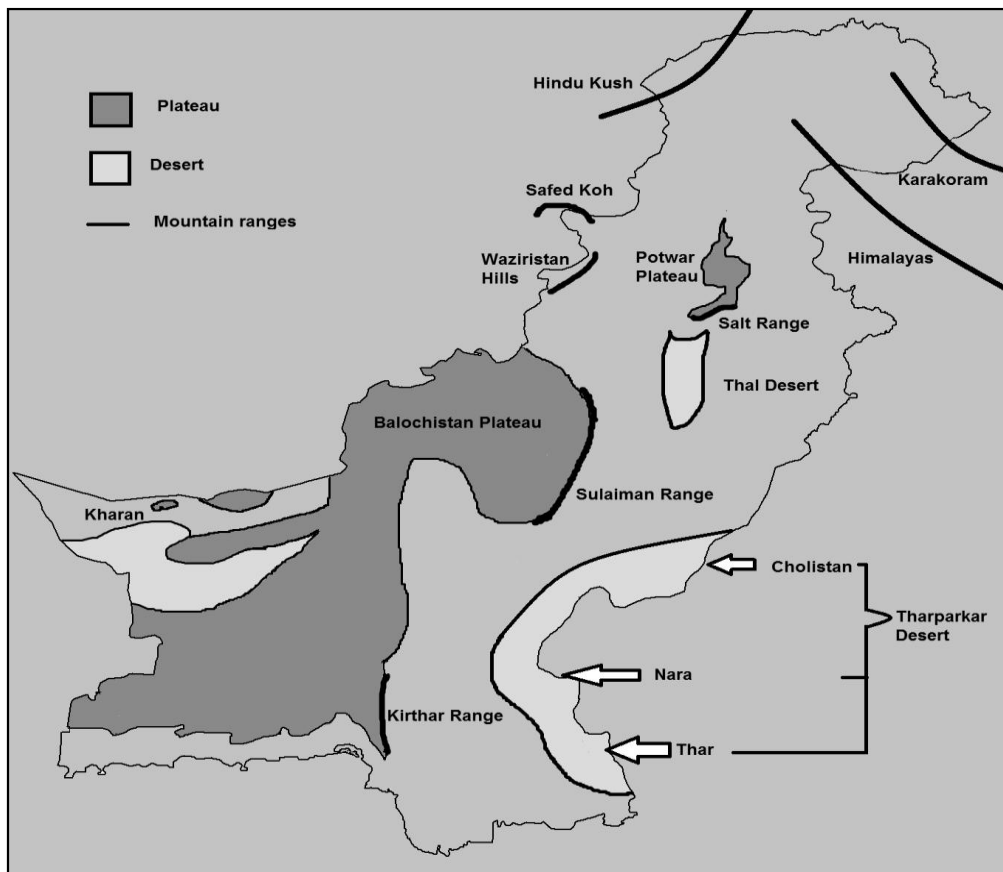 Hindu Kush
Plateau
Desert
Karakoram
Safed Koh
Mountain ranges
Waziristan
Hills
Potwar
Plateau
Himalayas
Salt Range
Thal Desert
Balochistan Plateau
Sulaiman Range
Kharan
Cholistan
Tharparkar
Desert
Nara
Kirthar Range
Thar